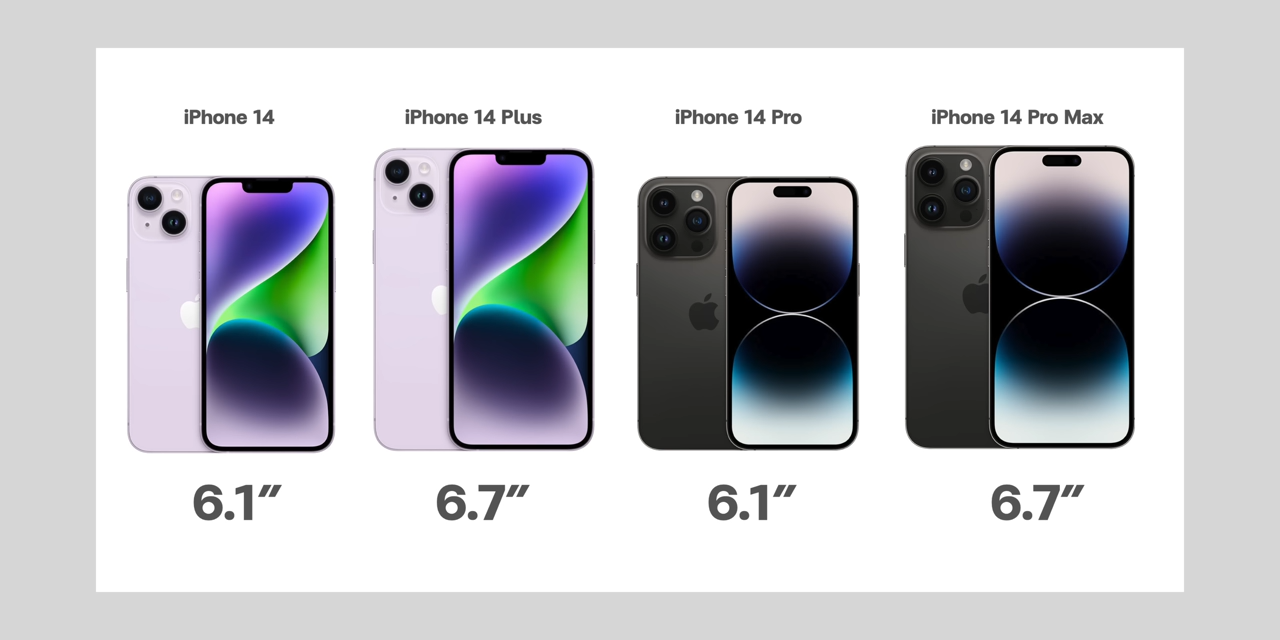 iPhone 14
iPhone 14 Plus
iPhone 14 Pro
iPhone 14 Pro Max
6.1″
6.7″
6.1″
6.7″